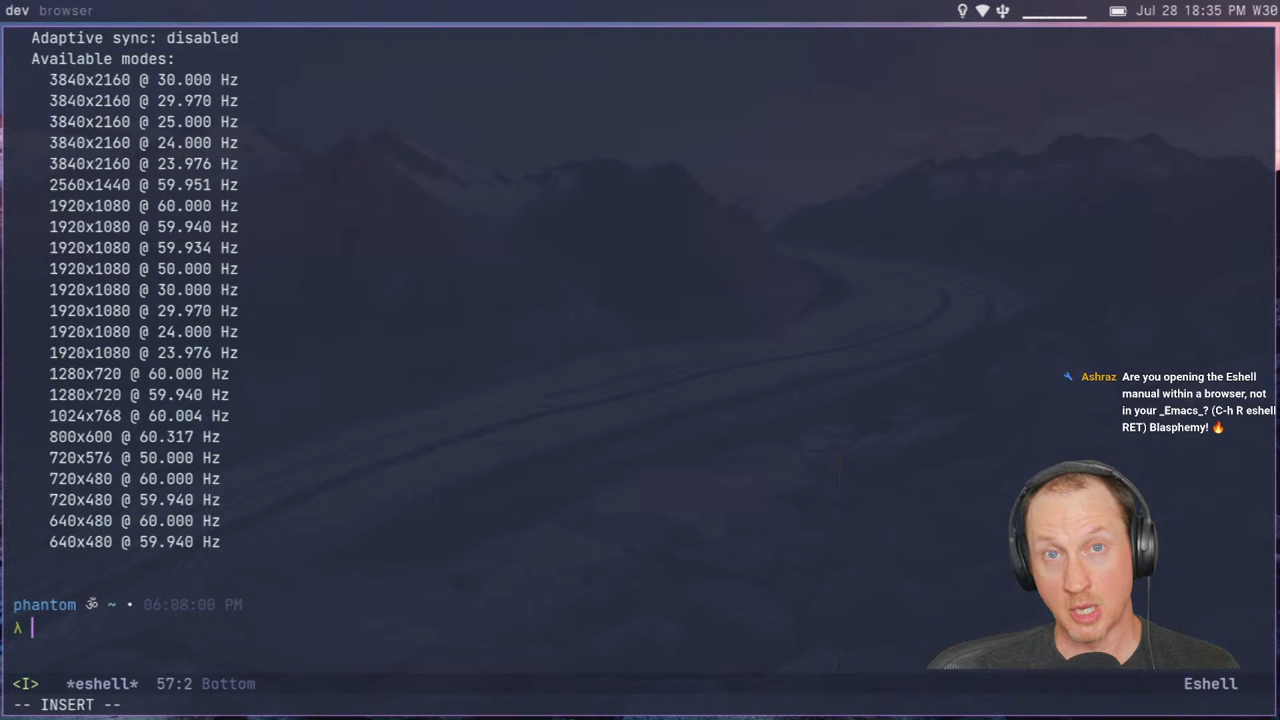 dev browser
Jul 28 18:35 PM W30
Adaptive sync: disabled
Available modes:
3840x2160 @ 30.000 Hz
3840x2160 @ 29.970 Hz
3840x2160 @ 25.000 Hz
3840x2160 @ 24.000 Hz
3840x2160 @ 23.976 Hz
2560x1440 @ 59.951 Hz
1920x1080 @ 60.000 Hz
1920x1080 @ 59.940 Hz
1920x1080 @ 59.934 Hz
1920x1080 @ 50.000 Hz
1920x1080 @ 30.000 Hz
1920x1080 @ 29.970 Hz
1920x1080 @ 24.000 Hz
1920x1080 @ 23.976 Hz
1280x720 @ 60.000 Hz
1280x720 @ 59.940 Hz
1024x768 @ 60.004 Hz
800x600 @ 60.317 Hz
720x576 @ 50.000 Hz
720x480 @ 60.000 Hz
720x480 @ 59.940 Hz
640x480 @ 60.000 Hz
640x480 @ 59.940 Hz
Ashraz Are you opening the Eshell
manual within a browser, not
in your _Emacs_? (C-h R eshell
RET) Blasphemy! 🔥
phantom ॐ ~ • 06:08:00 PM
λ
<I> *eshell* 57:2 Bottom
Eshell
-- INSERT --